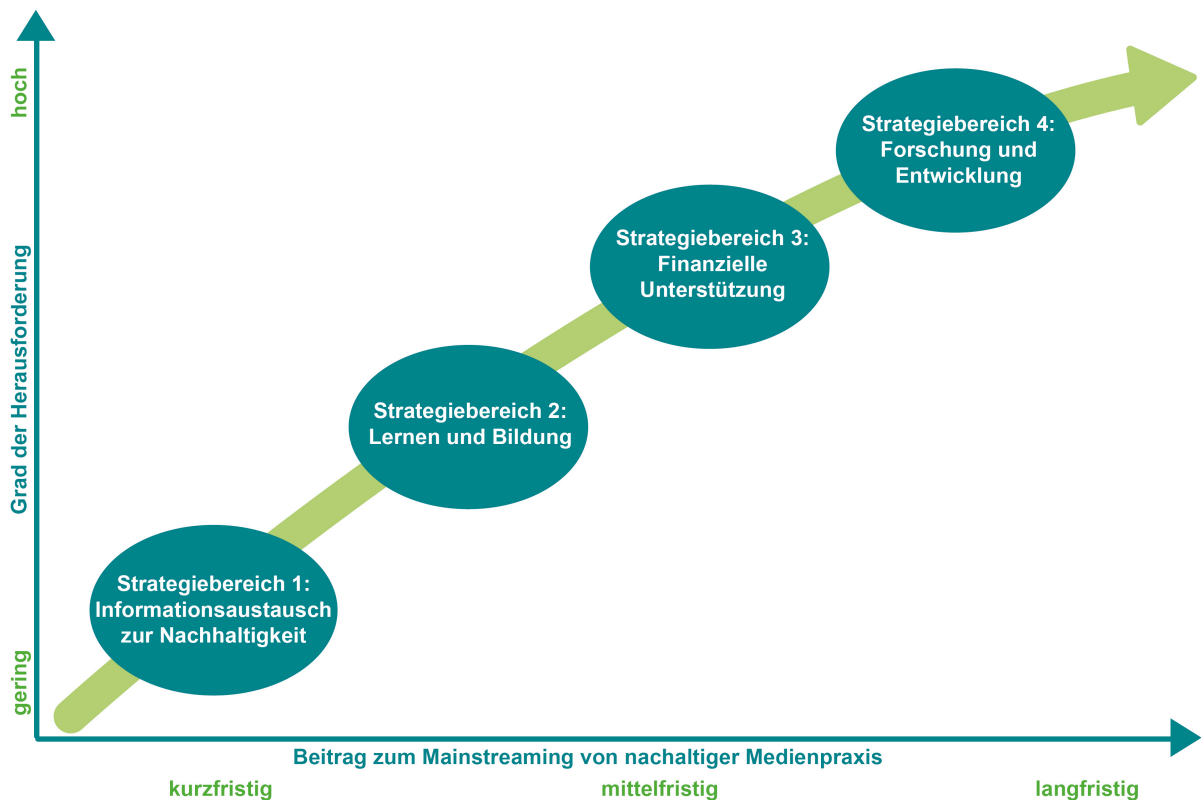 hoch
Grad der Herausforderung
gering
Strategiebereich 4:
Forschung und
Entwicklung
Strategiebereich 3:
Finanzielle
Unterstützung
Strategiebereich 2:
Lernen und Bildung
Strategiebereich 1:
Informationsaustausch
zur Nachhaltigkeit
Beitrag zum Mainstreaming von nachaltiger Medienpraxis
kurzfristig
mittelfristig
langfristig